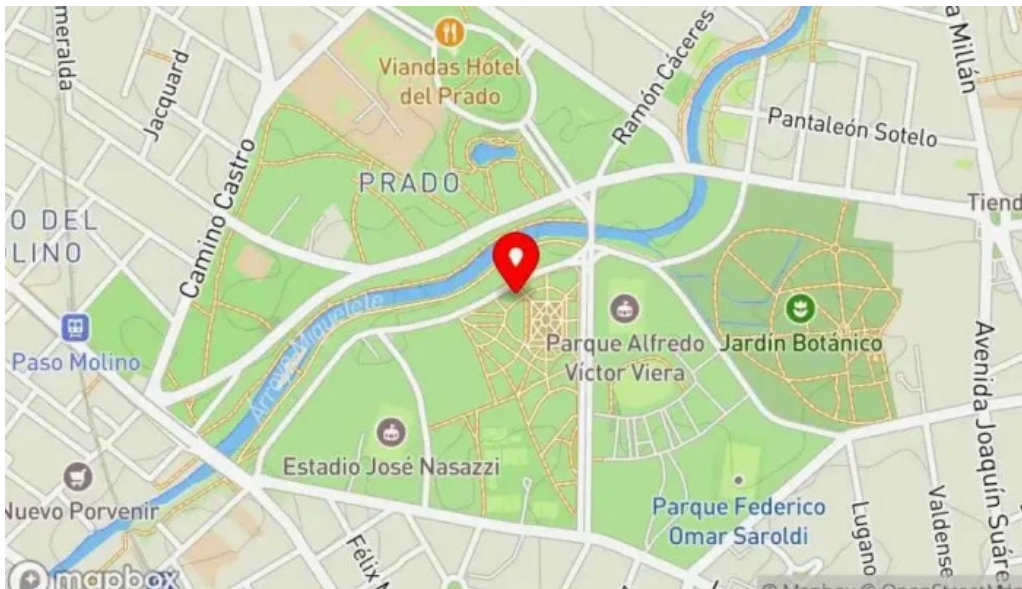 Jacquard
Viandas Hotel
del Prado
Ramón Cáceres
a Millán
Pantaleón Sotelo
PRADO
Camino Castro
O DEL
LINO
Tiend
Paso Molino
Arroyo Miguelete
Parque Alfredo
Víctor Viera
Jardín Botánico
Estadio José Nasazzi
Nuevo Porvenir
Parque Federico
Omar Saroldi
Avenida Joaquín Suáre
Lugano
Valdense
Félix
mapbox